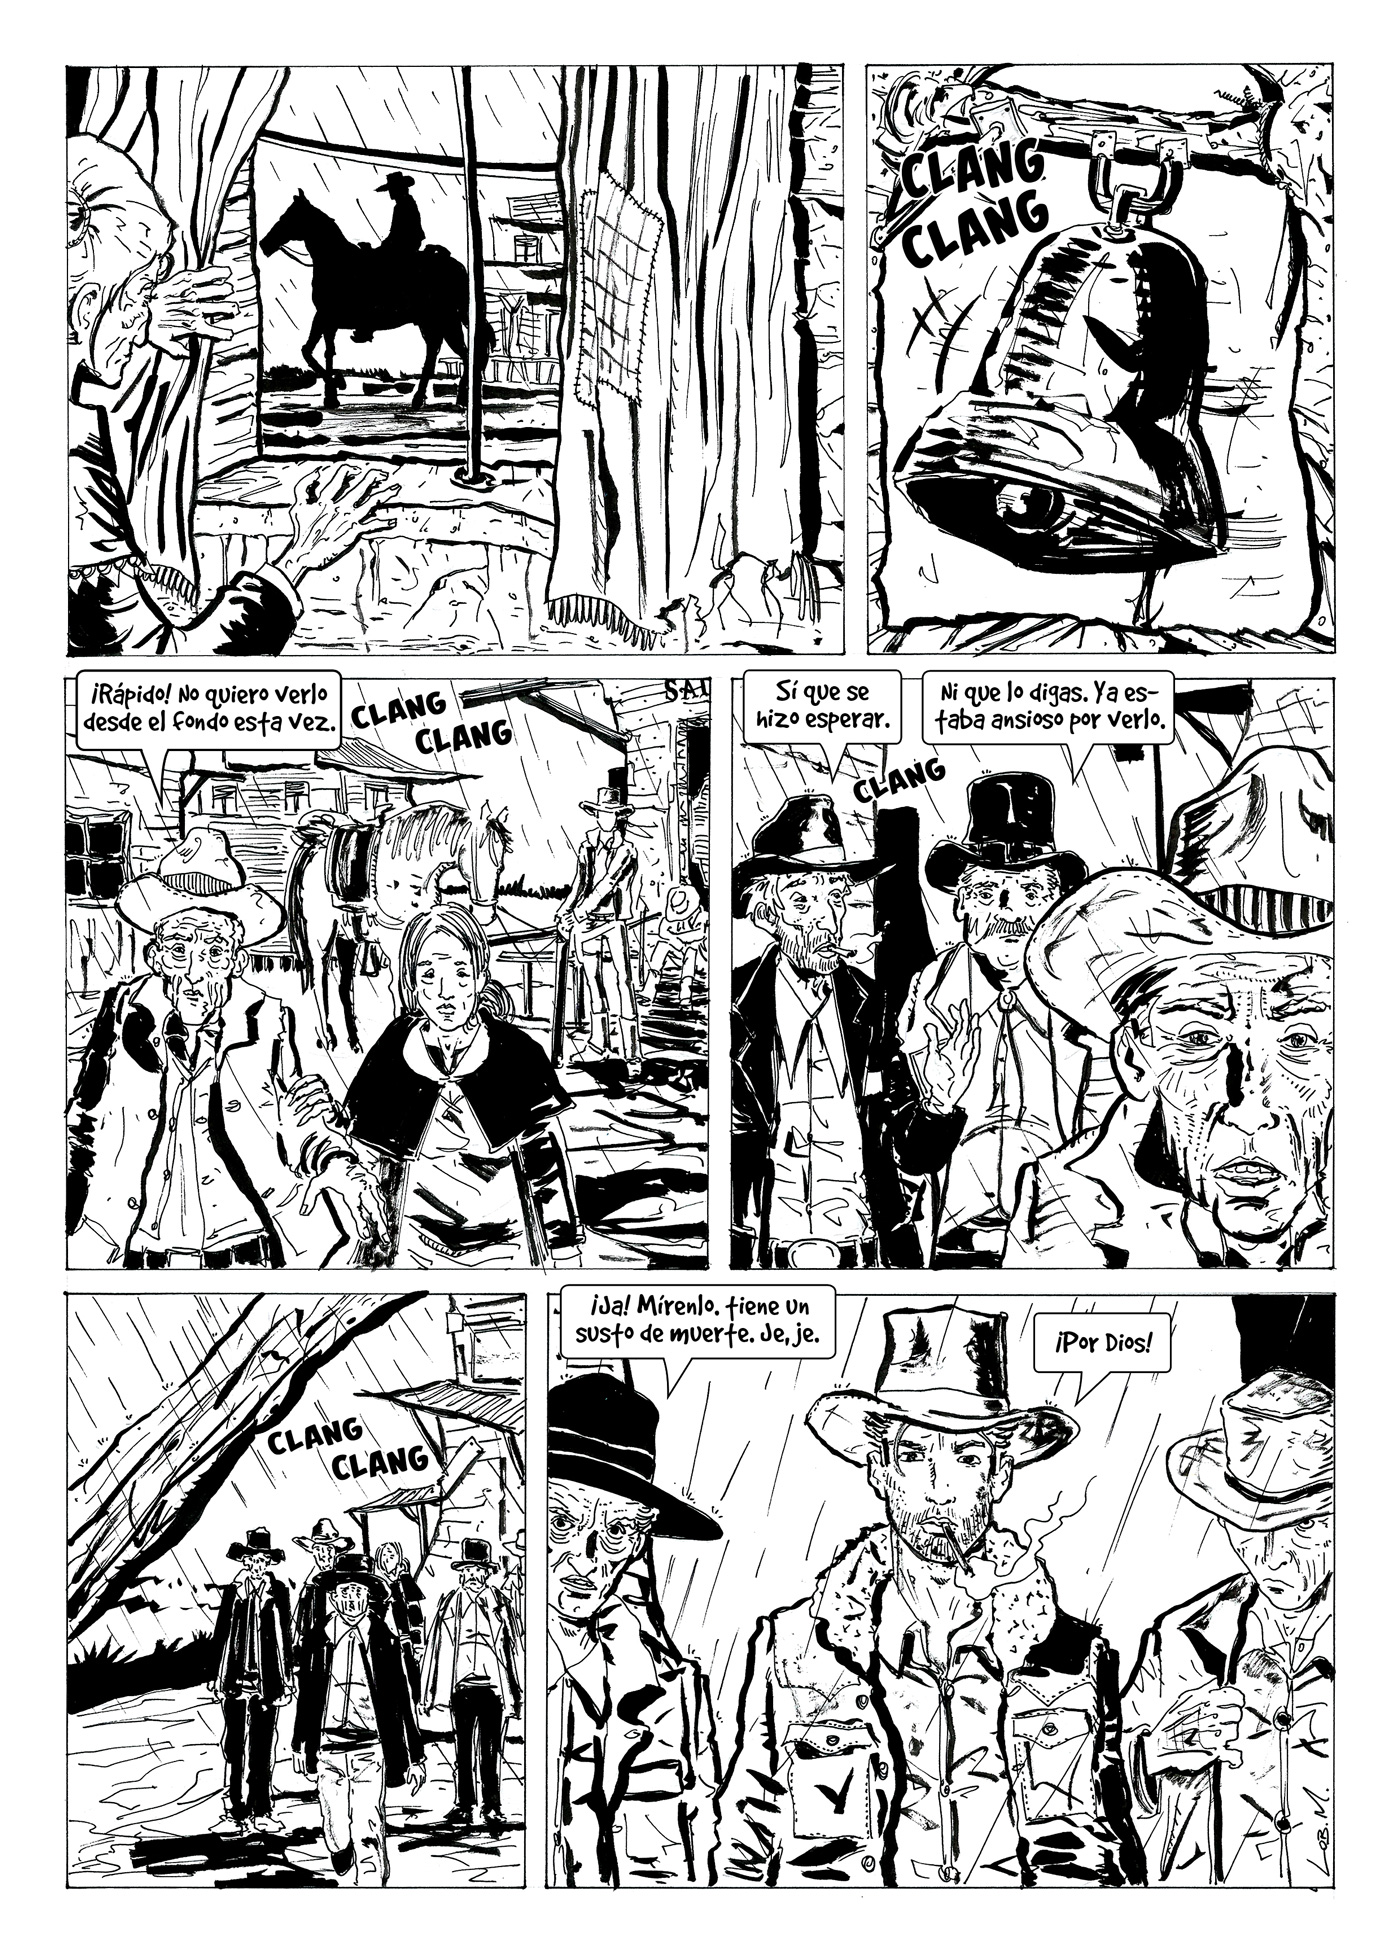 CLANG
CLANG
¡Rápido! No quiero verlo
desde el fondo esta vez.
CLANG
CLANG
SAL
Sí que se
hizo esperar.
Ni que lo digas. Ya es-
taba ansioso por verlo.
CLANG
CLANG
CLANG
¡Ja! Mírenlo, tiene un
susto de muerte. Je, je.
¡Por Dios!
LOB. M.